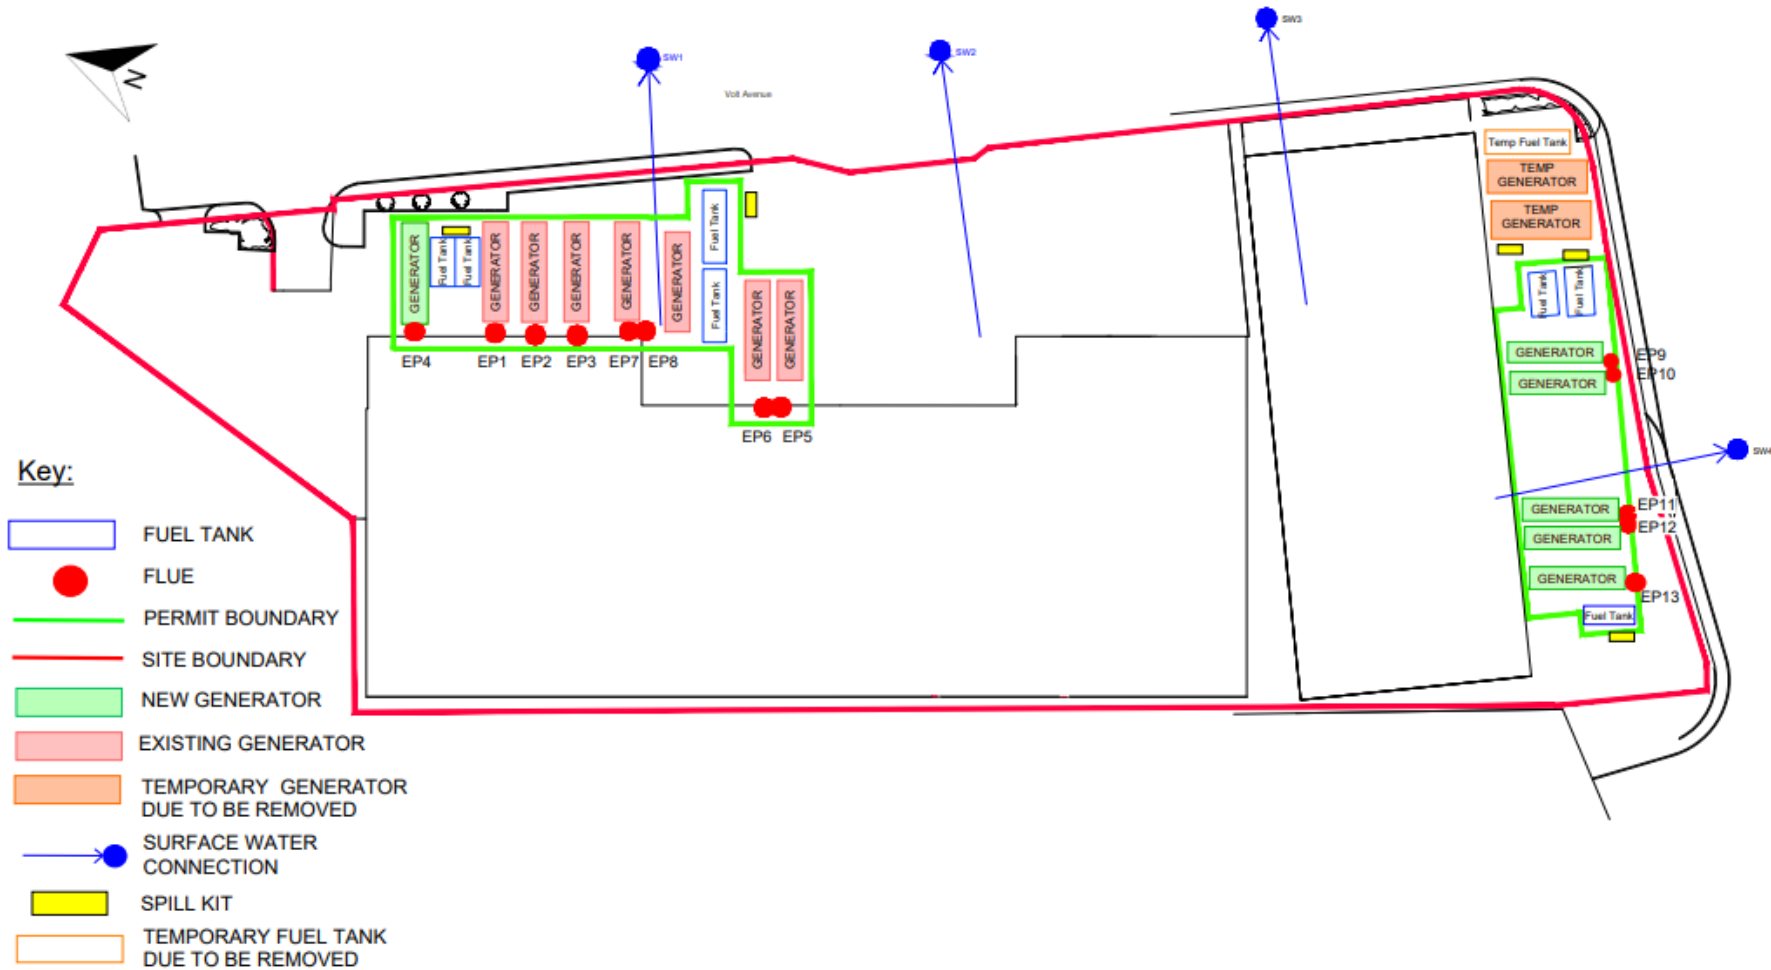 N
SW1
SW2
SW3
Volt Avenue
Temp Fuel Tank
TEMP
GENERATOR
TEMP
GENERATOR
GENERATOR
Fuel Tank
Fuel Tank
GENERATOR
GENERATOR
GENERATOR
GENERATOR
GENERATOR
Fuel Tank
Fuel Tank
GENERATOR
GENERATOR
Fuel Tank
Fuel Tank
EP4
EP1
EP2
EP3
EP7
EP8
EP6
EP5
GENERATOR
EP9
GENERATOR
EP10
SW4
GENERATOR
EP11
GENERATOR
EP12
GENERATOR
EP13
Fuel Tank
Key:
FUEL TANK
FLUE
PERMIT BOUNDARY
SITE BOUNDARY
NEW GENERATOR
EXISTING GENERATOR
TEMPORARY GENERATOR
DUE TO BE REMOVED
SURFACE WATER
CONNECTION
SPILL KIT
TEMPORARY FUEL TANK
DUE TO BE REMOVED